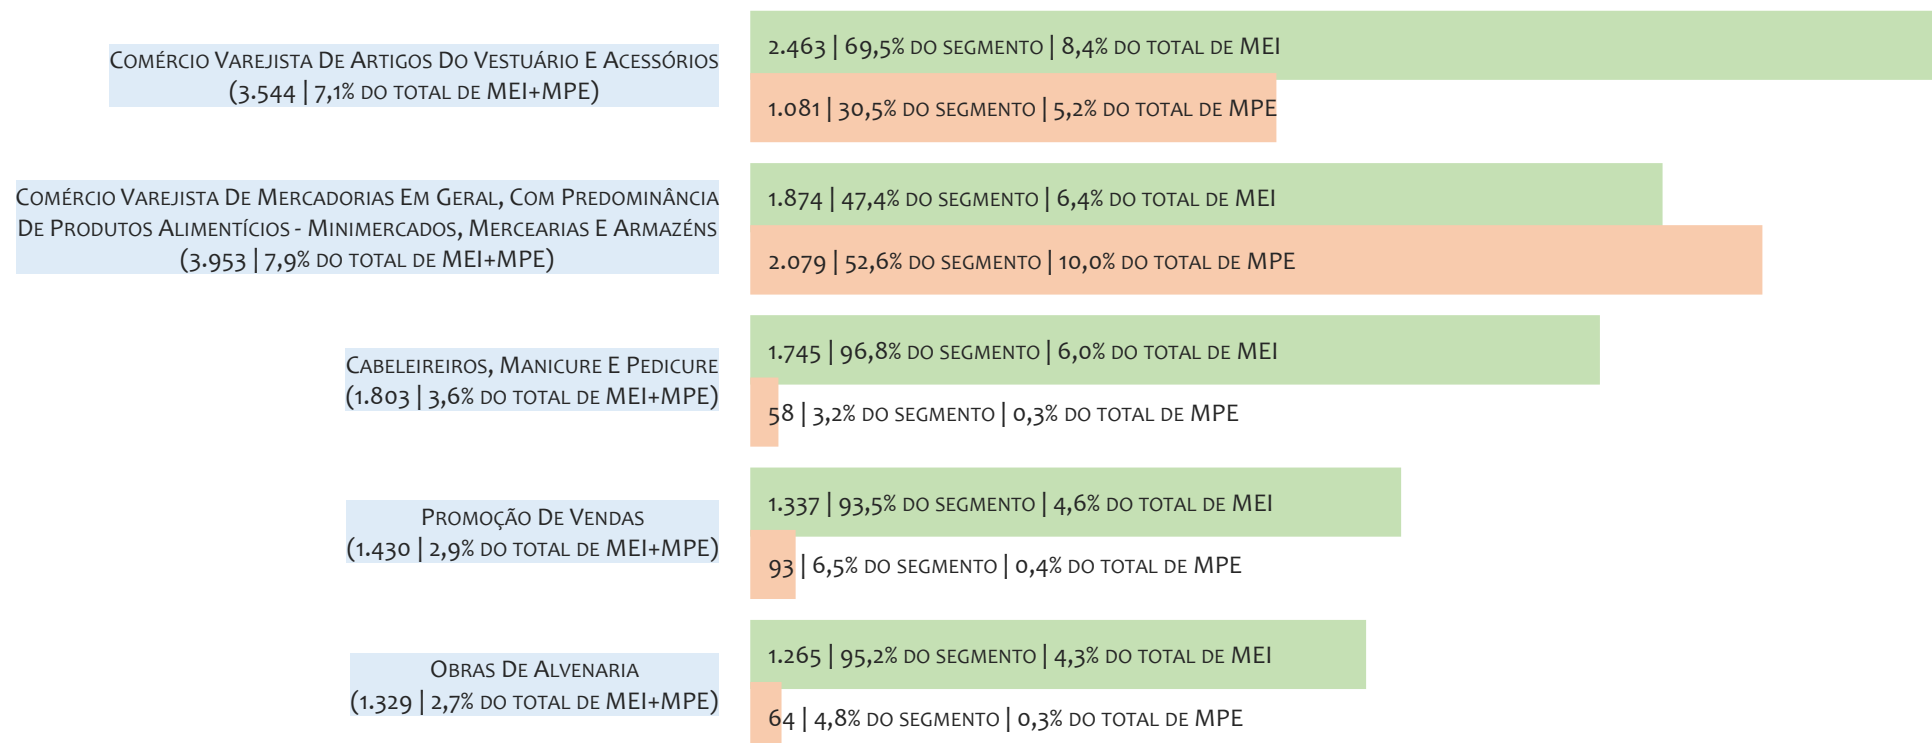 Comércio Varejista De Artigos Do Vestuário E Acessórios
(3.544 | 7,1% do total de MEI+MPE)
2.463 | 69,5% do segmento | 8,4% do total de MEI
1.081 | 30,5% do segmento | 5,2% do total de MPE
Comércio Varejista De Mercadorias Em Geral, Com Predominância
De Produtos Alimentícios - Minimercados, Mercearias E Armazéns
(3.953 | 7,9% do total de MEI+MPE)
1.874 | 47,4% do segmento | 6,4% do total de MEI
2.079 | 52,6% do segmento | 10,0% do total de MPE
Cabeleireiros, Manicure E Pedicure
(1.803 | 3,6% do total de MEI+MPE)
1.745 | 96,8% do segmento | 6,0% do total de MEI
58 | 3,2% do segmento | 0,3% do total de MPE
Promoção De Vendas
(1.430 | 2,9% do total de MEI+MPE)
1.337 | 93,5% do segmento | 4,6% do total de MEI
93 | 6,5% do segmento | 0,4% do total de MPE
Obras De Alvenaria
(1.329 | 2,7% do total de MEI+MPE)
1.265 | 95,2% do segmento | 4,3% do total de MEI
64 | 4,8% do segmento | 0,3% do total de MPE